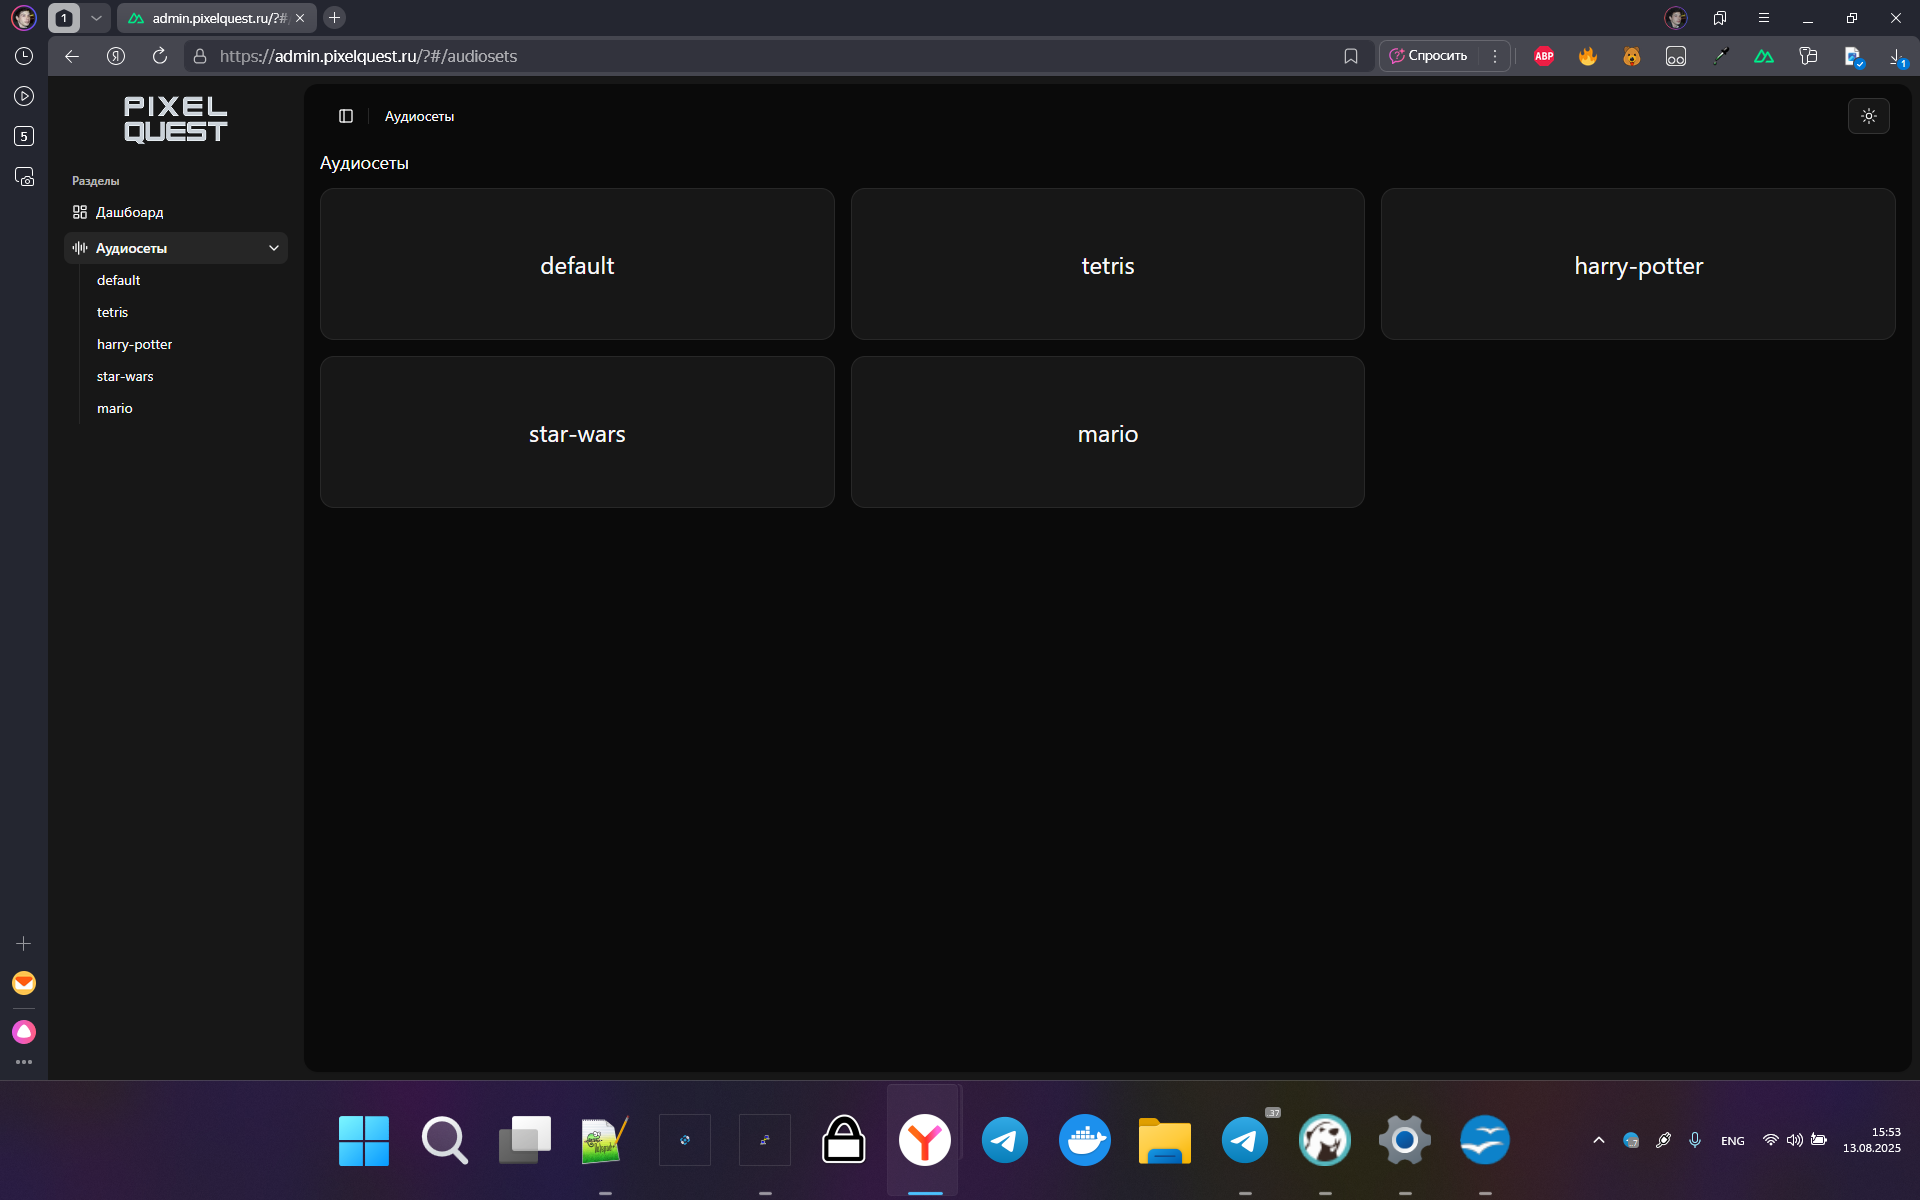 1
admin.pixelquest.ru/?#
https://admin.pixelquest.ru/?#/audiosets
Спросить
ABP
1
5
PIXEL
QUEST
Разделы
Дашбоард
Аудиосеты
default
tetris
harry-potter
star-wars
mario
Аудиосеты
Аудиосеты
default
tetris
harry-potter
star-wars
mario
37
ENG
15:53
13.08.2025